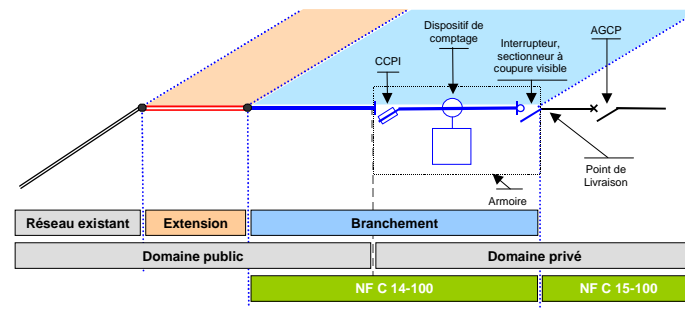 Dispositif de
comptage
AGCP
Interrupteur,
sectionneur à
coupure visible
CCPI
Point de
Livraison
Armoire
Réseau existant
Extension
Branchement
Domaine public
Domaine privé
NF C 14-100
NF C 15-100